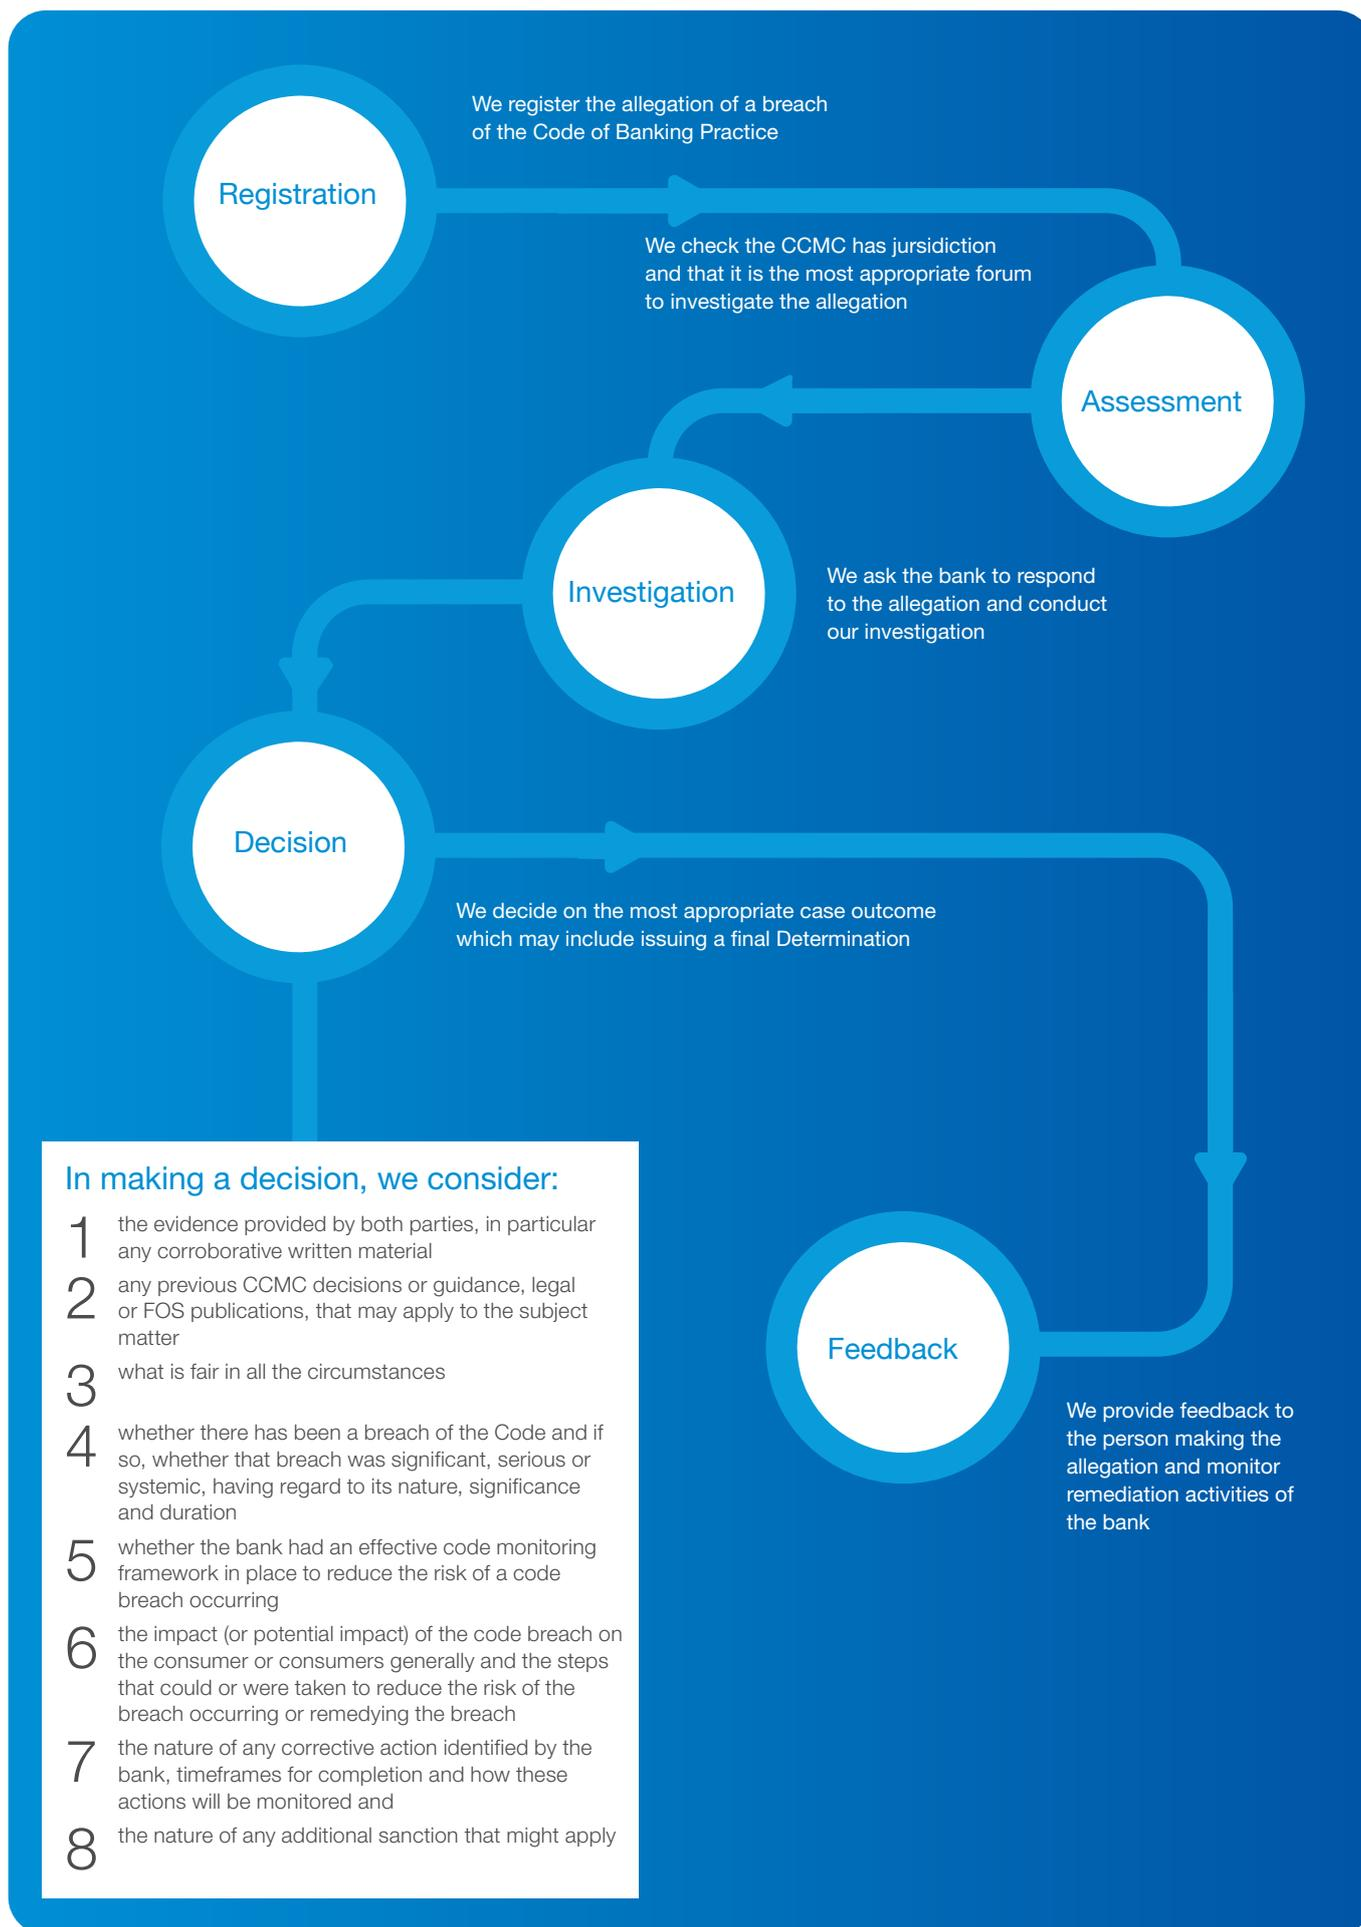 We register the allegation of a breach
of the Code of Banking Practice
Registration
We check the CCMC has jursidiction
and that it is the most appropriate forum
to investigate the allegation
Assessment
Investigation
We ask the bank to respond
to the allegation and conduct
our investigation
Decision
We decide on the most appropriate case outcome
which may include issuing a final Determination
In making a decision, we consider:
1 the evidence provided by both parties, in particular
any corroborative written material
2 any previous CCMC decisions or guidance, legal
or FOS publications, that may apply to the subject
matter
3 what is fair in all the circumstances
4 whether there has been a breach of the Code and if
so, whether that breach was significant, serious or
systemic, having regard to its nature, significance
and duration
5 whether the bank had an effective code monitoring
framework in place to reduce the risk of a code
breach occurring
6 the impact (or potential impact) of the code breach on
the consumer or consumers generally and the steps
that could or were taken to reduce the risk of the
breach occurring or remedying the breach
7 the nature of any corrective action identified by the
bank, timeframes for completion and how these
actions will be monitored and
8 the nature of any additional sanction that might apply
Feedback
We provide feedback to
the person making the
allegation and monitor
remediation activities of
the bank